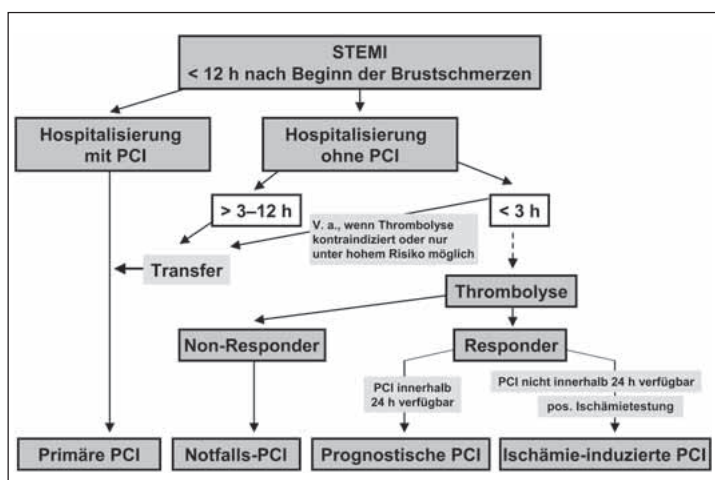 STEMI
< 12 h nach Beginn der Brustschmerzen
Hospitalisierung
mit PCI
Hospitalisierung
ohne PCI
> 3–12 h
< 3 h
V. a., wenn Thrombolyse
kontraindiziert oder nur
unter hohem Risiko möglich
Transfer
Thrombolyse
Non-Responder
Responder
PCI innerhalb
24 h verfügbar
PCI nicht innerhalb 24 h verfügbar
pos. Ischämietestung
Primäre PCI
Notfalls-PCI
Prognostische PCI
Ischämie-induzierte PCI